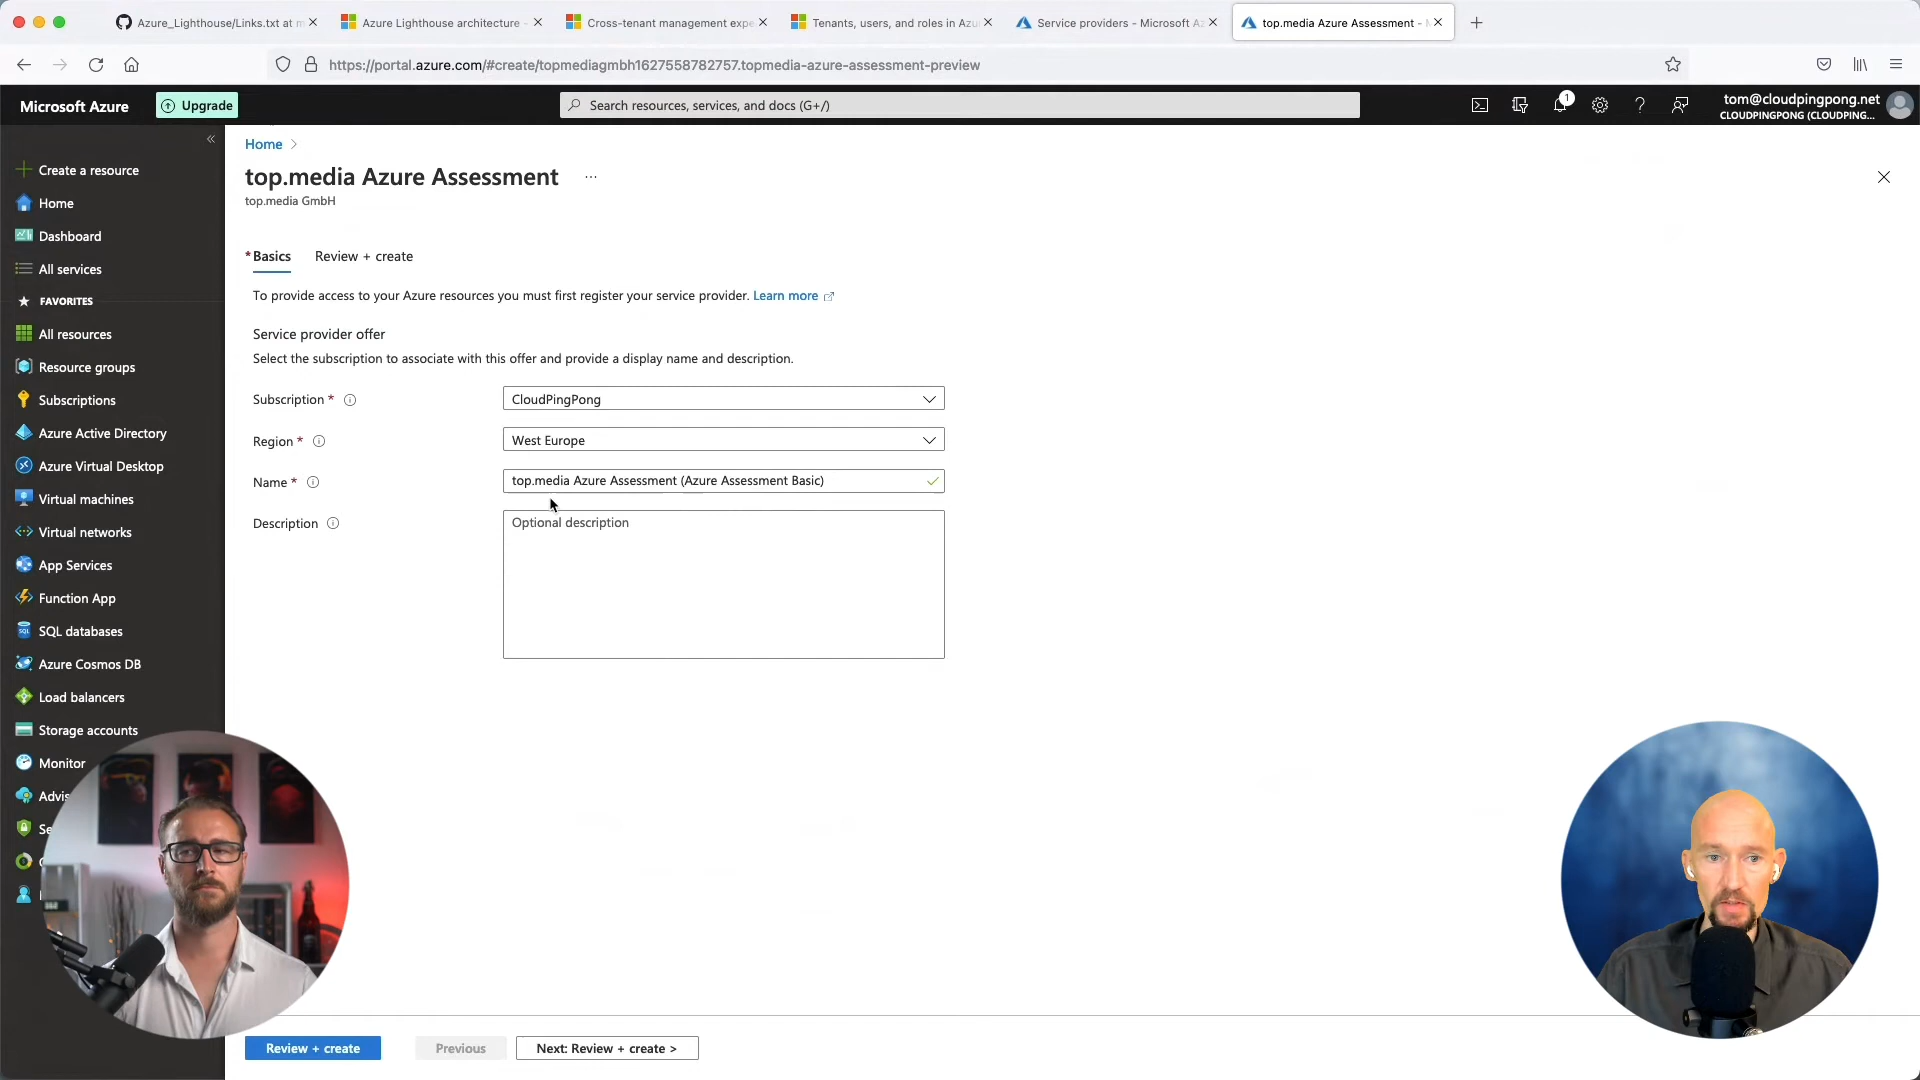 Azure_Lighthouse/Links.txt at m
Azure Lighthouse architecture -
Cross-tenant management expe
Tenants, users, and roles in Azu
Service providers - Microsoft Az
top.media Azure Assessment - M
https://portal.azure.com/#create/topmediagmbh1627558782757.topmedia-azure-assessment-preview
Microsoft Azure
Upgrade
Search resources, services, and docs (G+/)
1
tom@cloudpingpong.net
CLOUDPINGPONG (CLOUDPING...
Create a resource
Home
Dashboard
All services
FAVORITES
All resources
Resource groups
Subscriptions
Azure Active Directory
Azure Virtual Desktop
Virtual machines
Virtual networks
App Services
Function App
SQL databases
Azure Cosmos DB
Load balancers
Storage accounts
Monitor
Advis
Se
Home >
top.media Azure Assessment ...
top.media GmbH
* Basics
Review + create
To provide access to your Azure resources you must first register your service provider. Learn more
Service provider offer
Select the subscription to associate with this offer and provide a display name and description.
Subscription *
CloudPingPong
Region *
West Europe
Name *
top.media Azure Assessment (Azure Assessment Basic)
Description
Optional description
Review + create
Previous
Next: Review + create >